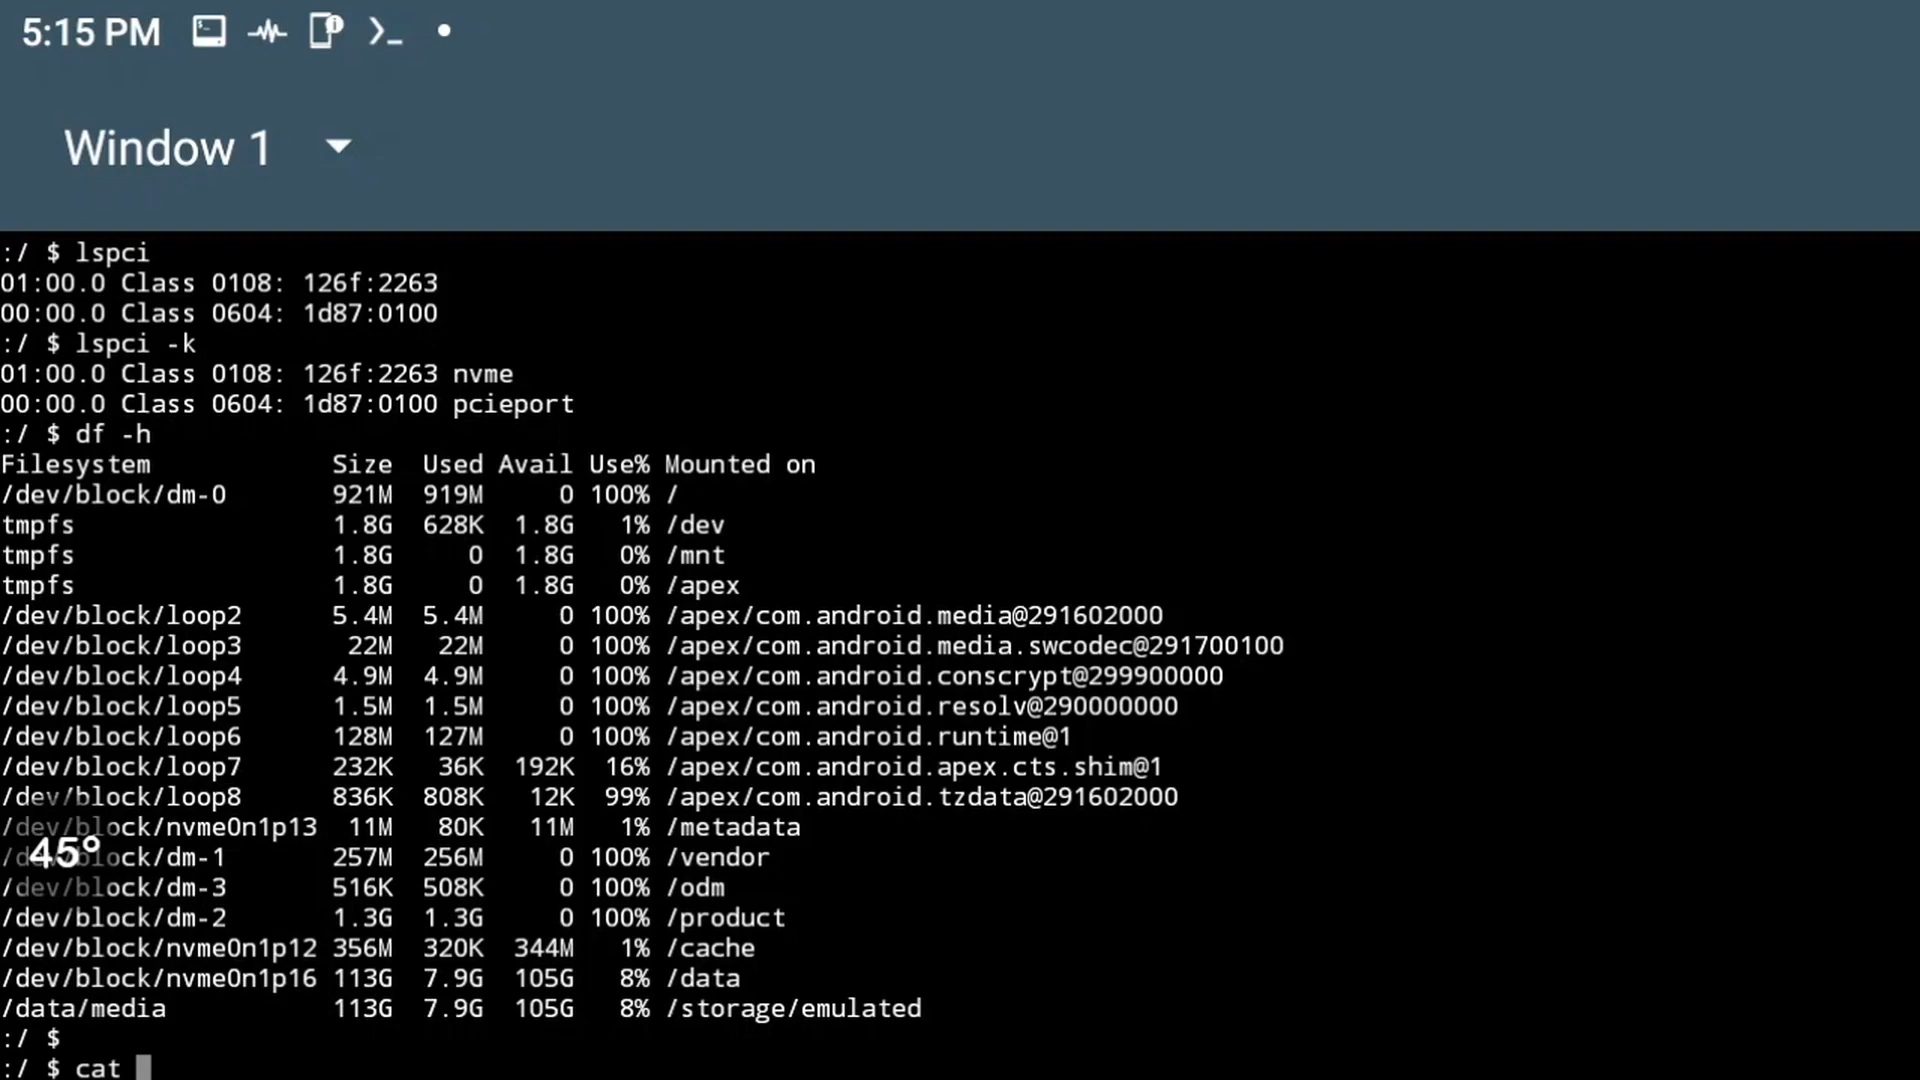 5:15 PM
Window 1
:/ $ lspci
01:00.0 Class 0108: 126f:2263
00:00.0 Class 0604: 1d87:0100
:/ $ lspci -k
01:00.0 Class 0108: 126f:2263 nvme
00:00.0 Class 0604: 1d87:0100 pcieport
:/ $ df -h
Filesystem            Size  Used Avail Use% Mounted on
/dev/block/dm-0       921M  919M     0 100% /
tmpfs                 1.8G  628K  1.8G   1% /dev
tmpfs                 1.8G     0  1.8G   0% /mnt
tmpfs                 1.8G     0  1.8G   0% /apex
/dev/block/loop2      5.4M  5.4M     0 100% /apex/com.android.media@291602000
/dev/block/loop3       22M   22M     0 100% /apex/com.android.media.swcodec@291700100
/dev/block/loop4      4.9M  4.9M     0 100% /apex/com.android.conscrypt@299900000
/dev/block/loop5      1.5M  1.5M     0 100% /apex/com.android.resolv@290000000
/dev/block/loop6      128M  127M     0 100% /apex/com.android.runtime@1
/dev/block/loop7      232K   36K  192K  16% /apex/com.android.apex.cts.shim@1
/dev/block/loop8      836K  808K   12K  99% /apex/com.android.tzdata@291602000
/dev/block/nvme0n1p13  11M   80K   11M   1% /metadata
45°
/dev/block/dm-1       257M  256M     0 100% /vendor
/dev/block/dm-3       516K  508K     0 100% /odm
/dev/block/dm-2       1.3G  1.3G     0 100% /product
/dev/block/nvme0n1p12 356M  320K  344M   1% /cache
/dev/block/nvme0n1p16 113G  7.9G  105G   8% /data
/data/media           113G  7.9G  105G   8% /storage/emulated
:/ $
:/ $ cat